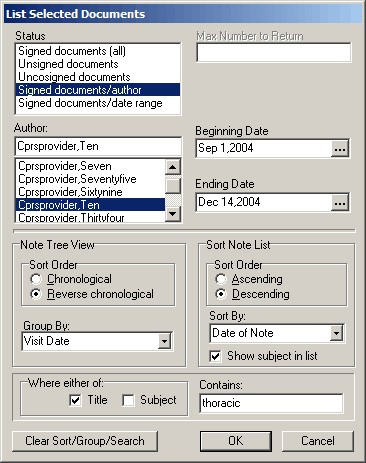 List Selected Documents
Status
Signed documents (all)
Unsigned documents
Uncosigned documents
Signed documents/author
Signed documents/date range
Max Number to Return
Author:
Cprsprovider,Ten
Cprsprovider,Seven
Cprsprovider,Seventyfive
Cprsprovider,Sixtynine
Cprsprovider,Ten
Cprsprovider,Thirtyfour
Beginning Date
Sep 1,2004
...
Ending Date
Dec 14,2004
...
Note Tree View
Sort Order
Chronological
Reverse chronological
Group By:
Visit Date
Sort Note List
Sort Order
Ascending
Descending
Sort By:
Date of Note
Show subject in list
Where either of:
Title
Subject
Contains:
thoracic
Clear Sort/Group/Search
OK
Cancel